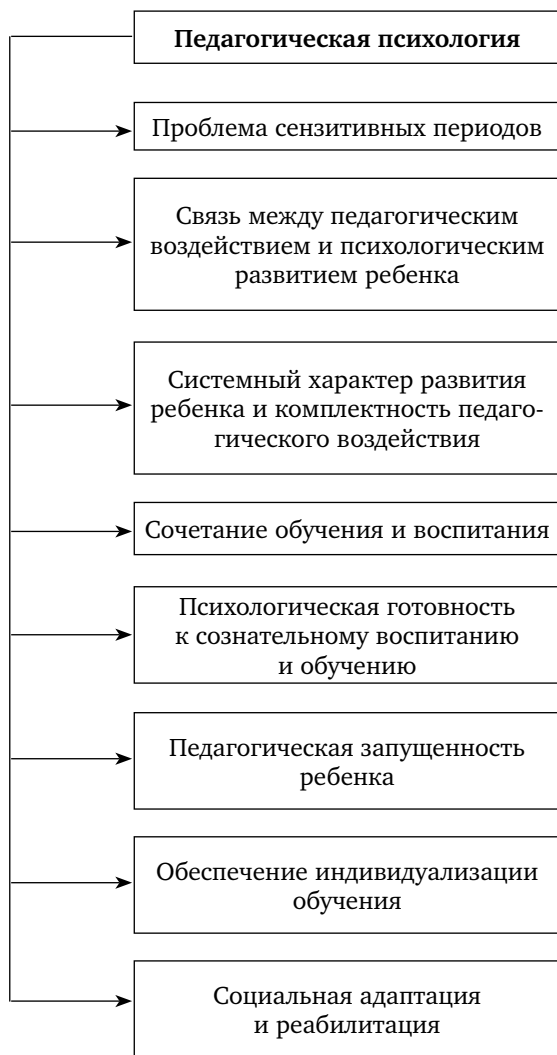 Педагогическая психология
Проблема сензитивных периодов
Связь между педагогическим
воздействием и психологическим
развитием ребенка
Системный характер развития
ребенка и комплектность педаго-
гического воздействия
Сочетание обучения и воспитания
Психологическая готовность
к сознательному воспитанию
и обучению
Педагогическая запущенность
ребенка
Обеспечение индивидуализации
обучения
Социальная адаптация
и реабилитация